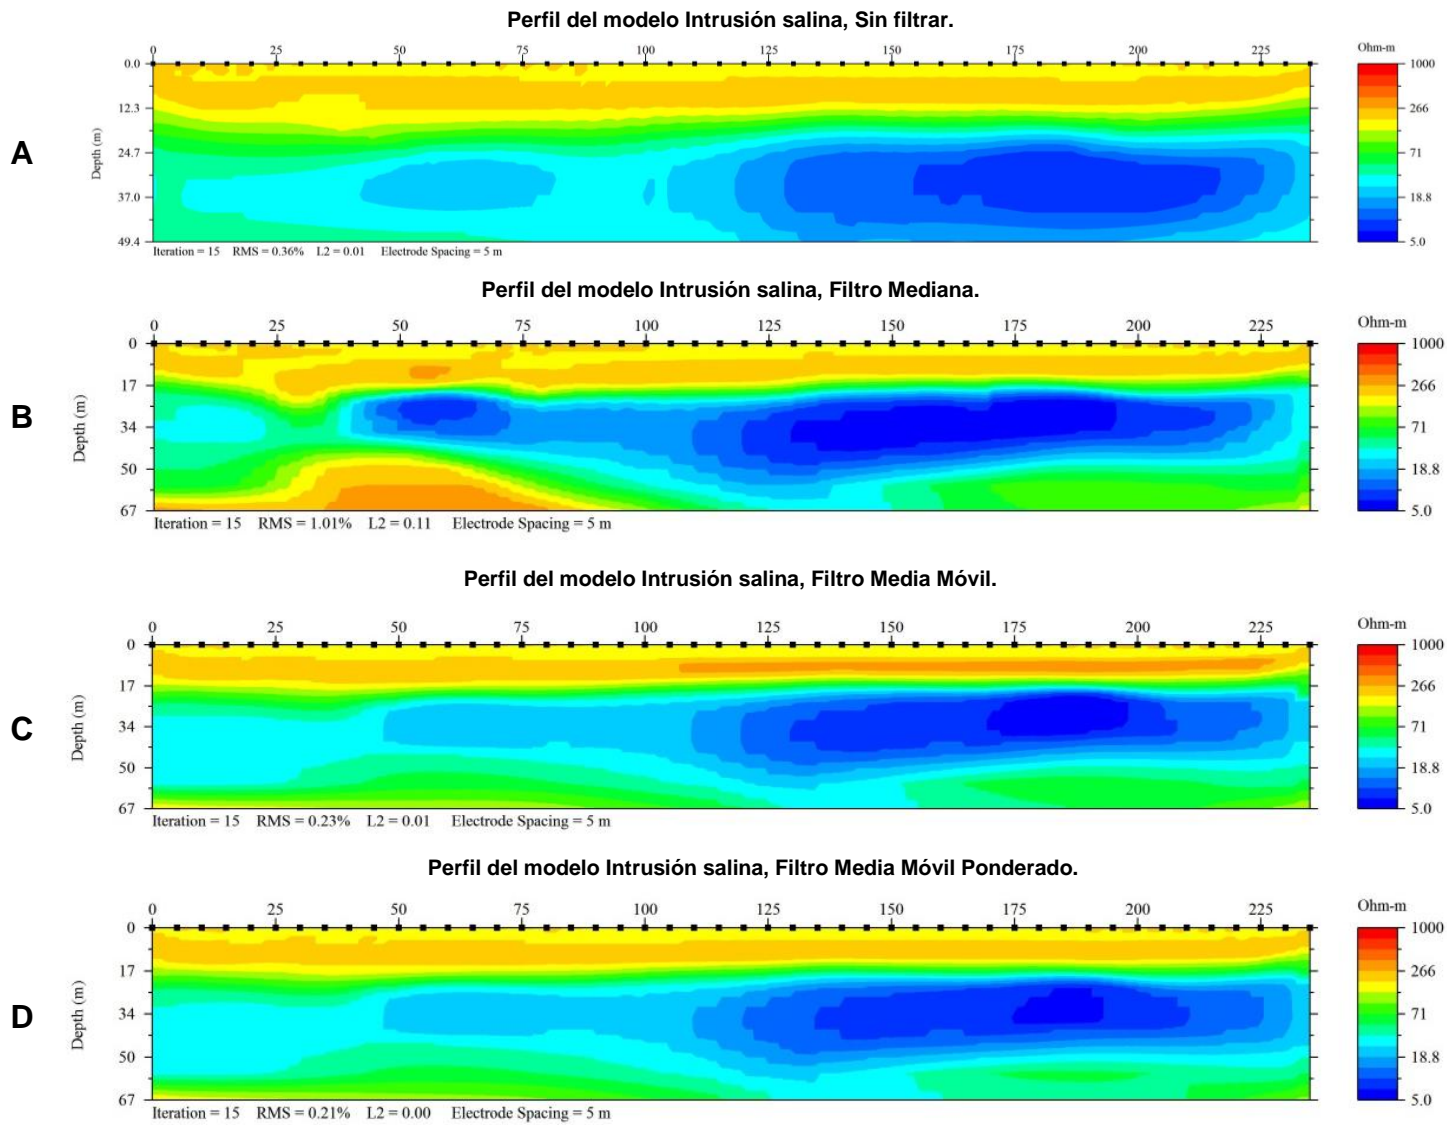 Perfil del modelo Intrusión salina, Sin filtrar.
0 25 50 75 100 125 150 175 200 225
Ohm-m
0.0
12.3
24.7
37.0
49.4
Depth (m)
A
1000
266
71
18.8
5.0
Iteration = 15 RMS = 0.36% L2 = 0.01 Electrode Spacing = 5 m
Perfil del modelo Intrusión salina, Filtro Mediana.
0 25 50 75 100 125 150 175 200 225
Ohm-m
0
17
34
50
67
Depth (m)
B
1000
266
71
18.8
5.0
Iteration = 15 RMS = 1.01% L2 = 0.11 Electrode Spacing = 5 m
Perfil del modelo Intrusión salina, Filtro Media Móvil.
0 25 50 75 100 125 150 175 200 225
Ohm-m
0
17
34
50
67
Depth (m)
C
1000
266
71
18.8
5.0
Iteration = 15 RMS = 0.23% L2 = 0.01 Electrode Spacing = 5 m
Perfil del modelo Intrusión salina, Filtro Media Móvil Ponderado.
0 25 50 75 100 125 150 175 200 225
Ohm-m
0
17
34
50
67
Depth (m)
D
1000
266
71
18.8
5.0
Iteration = 15 RMS = 0.21% L2 = 0.00 Electrode Spacing = 5 m